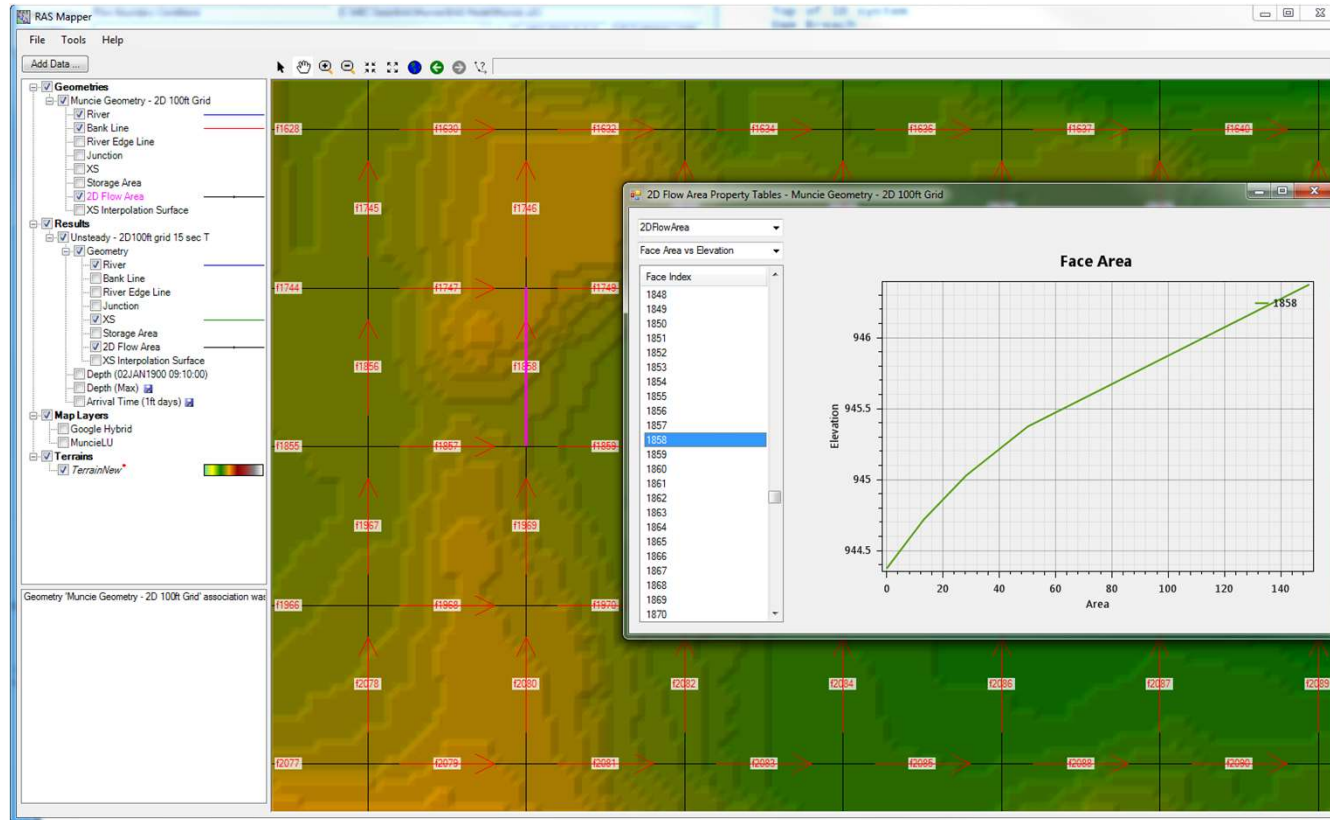 RAS Mapper
File Tools Help
Add Data ...
Geometries
Muncie Geometry - 2D 100ft Grid
River
Bank Line
River Edge Line
Junction
XS
Storage Area
2D Flow Area
XS Interpolation Surface
Results
Unsteady - 2D100ft grid 15 sec T
Geometry
River
Bank Line
River Edge Line
Junction
XS
Storage Area
2D Flow Area
XS Interpolation Surface
Depth (02JAN1900 09:10:00)
Depth (Max)
Arrival Time (1ft days)
Map Layers
Google Hybrid
MuncieLU
Terrains
TerrainNew*
Geometry 'Muncie Geometry - 2D 100ft Grid' association was
f1628 f1630 f1632 f1634 f1636 f1637 f1640
f1745 f1746
f1744 f1747 f1749
f1856 f1858
f1855 f1857 f1859
f1967 f1969
f1966 f1968 f1970
f2078 f2080 f2082 f2084 f2086 f2087 f2089
f2077 f2079 f2081 f2083 f2085 f2088 f2090
2D Flow Area Property Tables - Muncie Geometry - 2D 100ft Grid
2DFlowArea
Face Area vs Elevation
Face Index
1848
1849
1850
1851
1852
1853
1854
1855
1856
1857
1858
1859
1860
1861
1862
1863
1864
1865
1866
1867
1868
1869
1870
Face Area
1858
946
945.5
945
944.5
Elevation
0 20 40 60 80 100 120 140
Area